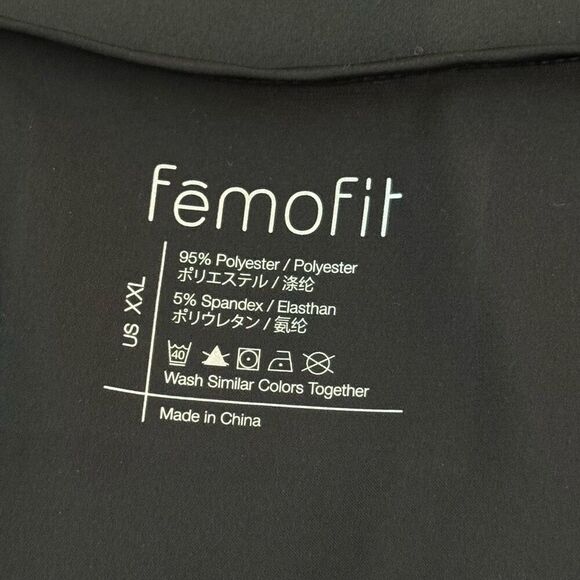 fēmofit
US XXL
95% Polyester / Polyester
ポリエステル / 涤纶
5% Spandex / Elasthan
ポリウレタン / 氨纶
40
Wash Similar Colors Together
Made in China